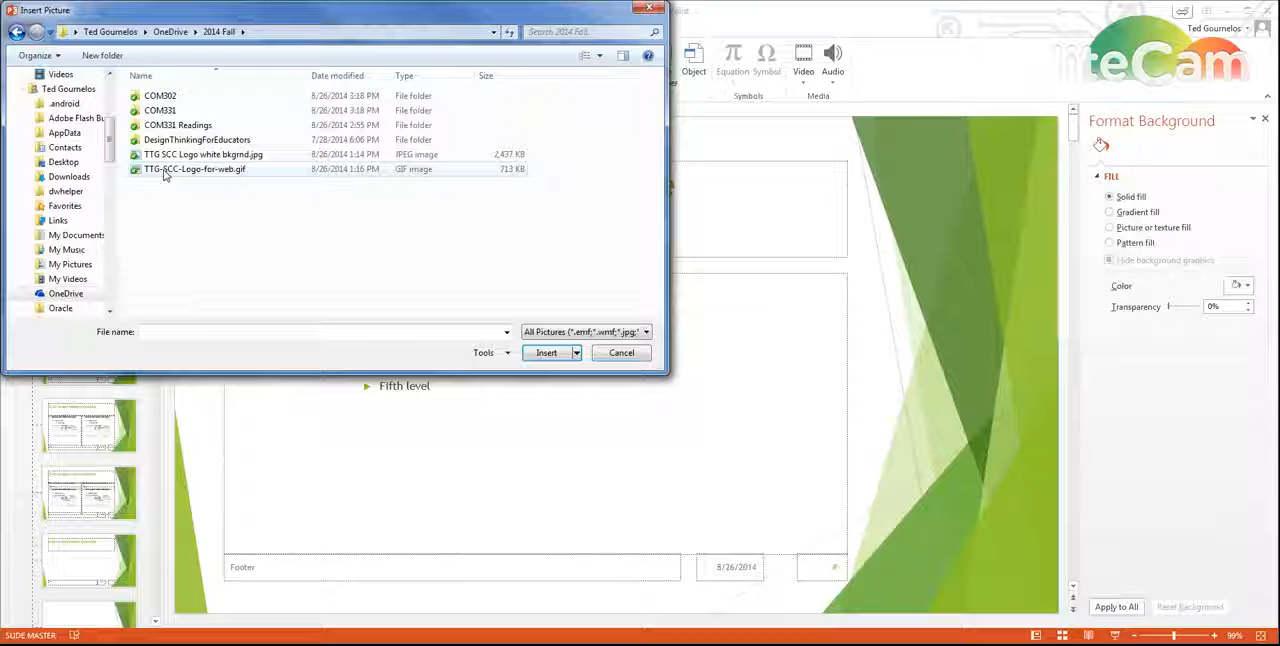 Insert Picture
Ted Gournelos
OneDrive
2014 Fall
Search 2014 Fall
Organize
New folder
Name
Date modified
Type
Size
COM302
8/26/2014 3:18 PM
File folder
COM331
8/26/2014 3:18 PM
File folder
COM331 Readings
8/26/2014 2:55 PM
File folder
DesignThinkingForEducators
7/28/2014 6:06 PM
File folder
TTG SCC Logo white bkgrnd.jpg
8/26/2014 1:14 PM
JPEG image
2,437 KB
TTG-SCC-Logo-for-web.gif
8/26/2014 1:16 PM
GIF image
713 KB
Videos
Ted Gournelos
.android
Adobe Flash Bu
AppData
Contacts
Desktop
Downloads
dwhelper
Favorites
Links
My Documents
My Music
My Pictures
My Videos
OneDrive
Oracle
File name:
All Pictures (*.emf;*.wmf;*.jpg;*
Tools
Insert
Cancel
Ted Gournelos
Object
Equation
Symbol
Video
Audio
Symbols
Media
iteCam
Format Background
FILL
Solid fill
Gradient fill
Picture or texture fill
Pattern fill
Hide background graphics
Color
Transparency
0%
Apply to All
Reset Background
Fifth level
Footer
8/26/2014
#
SLIDE MASTER
99%